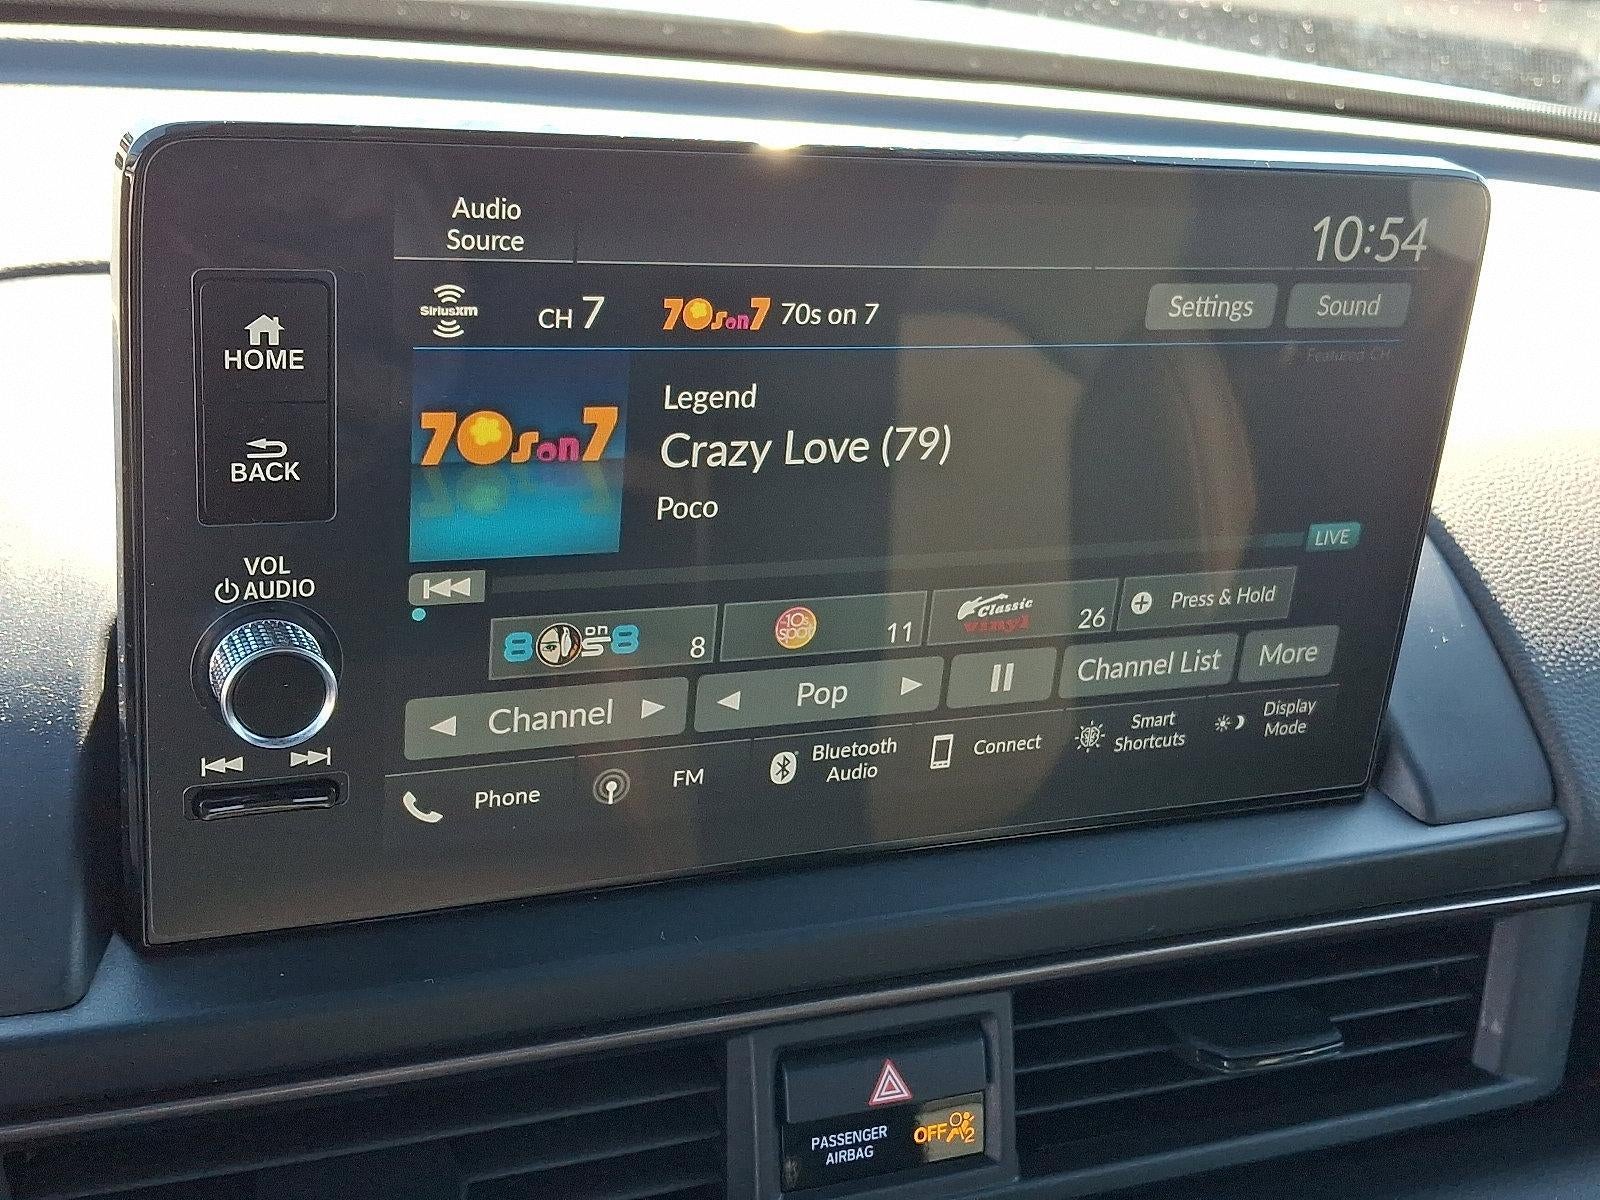 Audio
Source
10:54
HOME
BACK
VOL
AUDIO
SiriusXM
CH 7
70s on 7
70s on 7
Settings
Sound
Featured CH.
70s on 7
Legend
Crazy Love (79)
Poco
LIVE
80s on 8
8
10s
spot
11
Classic
vinyl
26
Press & Hold
Channel
Pop
Channel List
More
Phone
FM
Bluetooth
Audio
Connect
Smart
Shortcuts
Display
Mode
PASSENGER
AIRBAG
OFF
2